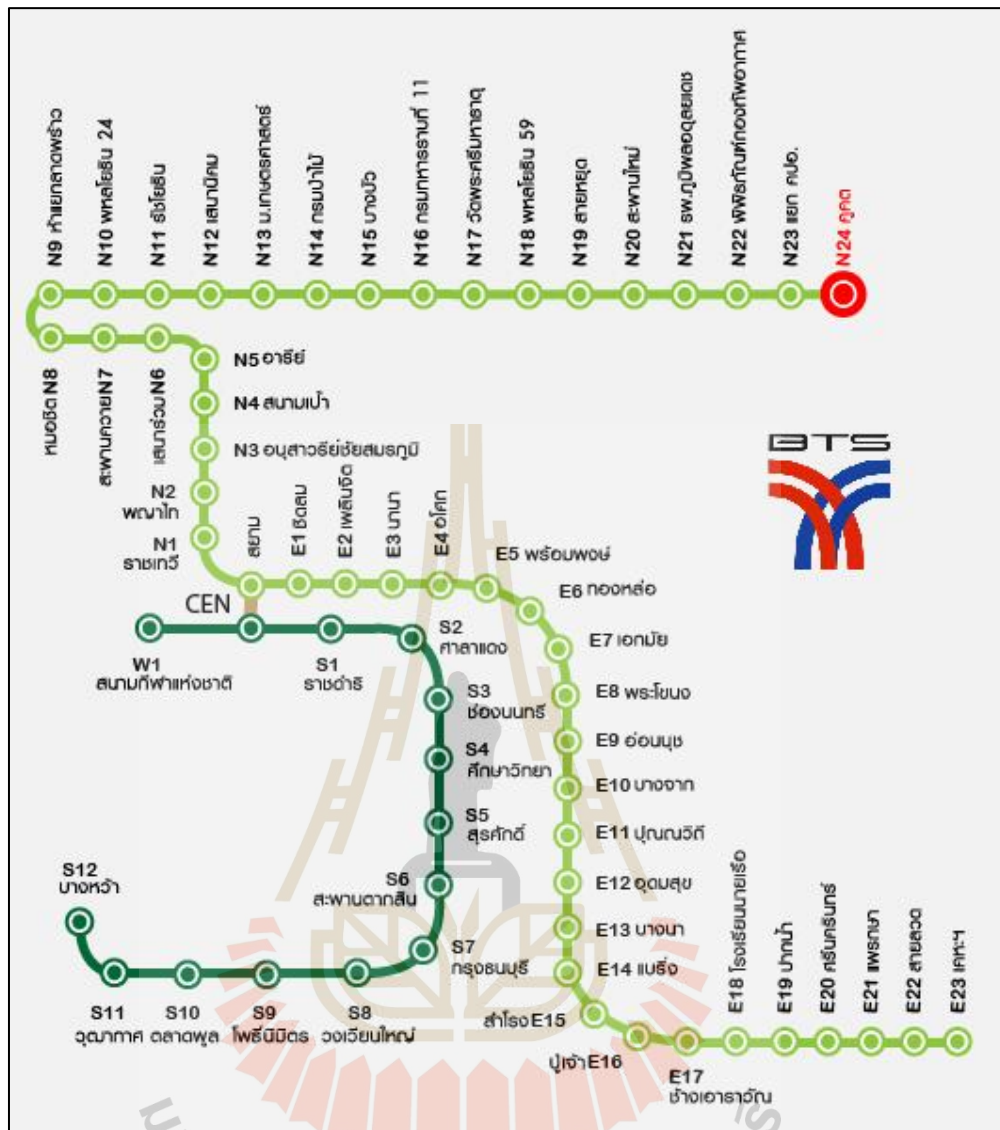 N9 ห้าแยกลาดพร้าว
N10 พหลโยธิน 24
N11 รัชโยธิน
N12 เสนานิคม
N13 ม.เกษตรศาสตร์
N14 กรมป่าไม้
N15 บางบัว
N16 กรมทหารราบที่ 11
N17 วัดพระศรีมหาธาตุ
N18 พหลโยธิน 59
N19 สายหยุด
N20 สะพานใหม่
N21 รพ.ภูมิพลอดุลยเดช
N22 พิพิธภัณฑ์กองทัพอากาศ
N23 แยก คปอ.
N24 คูคต
หมอชิต N8
สะพานควาย N7
เสนาร่วม N6
N5 อารีย์
N4 สนามเป้า
N3 อนุสาวรีย์ชัยสมรภูมิ
N2
พญาไท
N1
ราชเทวี
BTS
สยาม
E1 ชิดลม
E2 เพลินจิต
E3 นานา
E4 อโศก
E5 พร้อมพงษ์
E6 ทองหล่อ
E7 เอกมัย
E8 พระโขนง
E9 อ่อนนุช
E10 บางจาก
E11 ปุณณวิถี
E12 อุดมสุข
E13 บางนา
E14 แบริ่ง
สำโรง E15
ปู่เจ้า E16
E17
ช้างเอราวัณ
E18 โรงเรียนนายเรือ
E19 ปากน้ำ
E20 ศรีนครินทร์
E21 แพรกษา
E22 สายลวด
E23 เคหะฯ
CEN
W1
สนามกีฬาแห่งชาติ
S1
ราชดำริ
S2
ศาลาแดง
S3
ช่องนนทรี
S4
ศึกษาวิทยา
S5
สุรศักดิ์
S6
สะพานตากสิน
S7
กรุงธนบุรี
S8
วงเวียนใหญ่
S9
โพธิ์นิมิตร
S10
ตลาดพลู
S11
วุฒากาศ
S12
บางหว้า